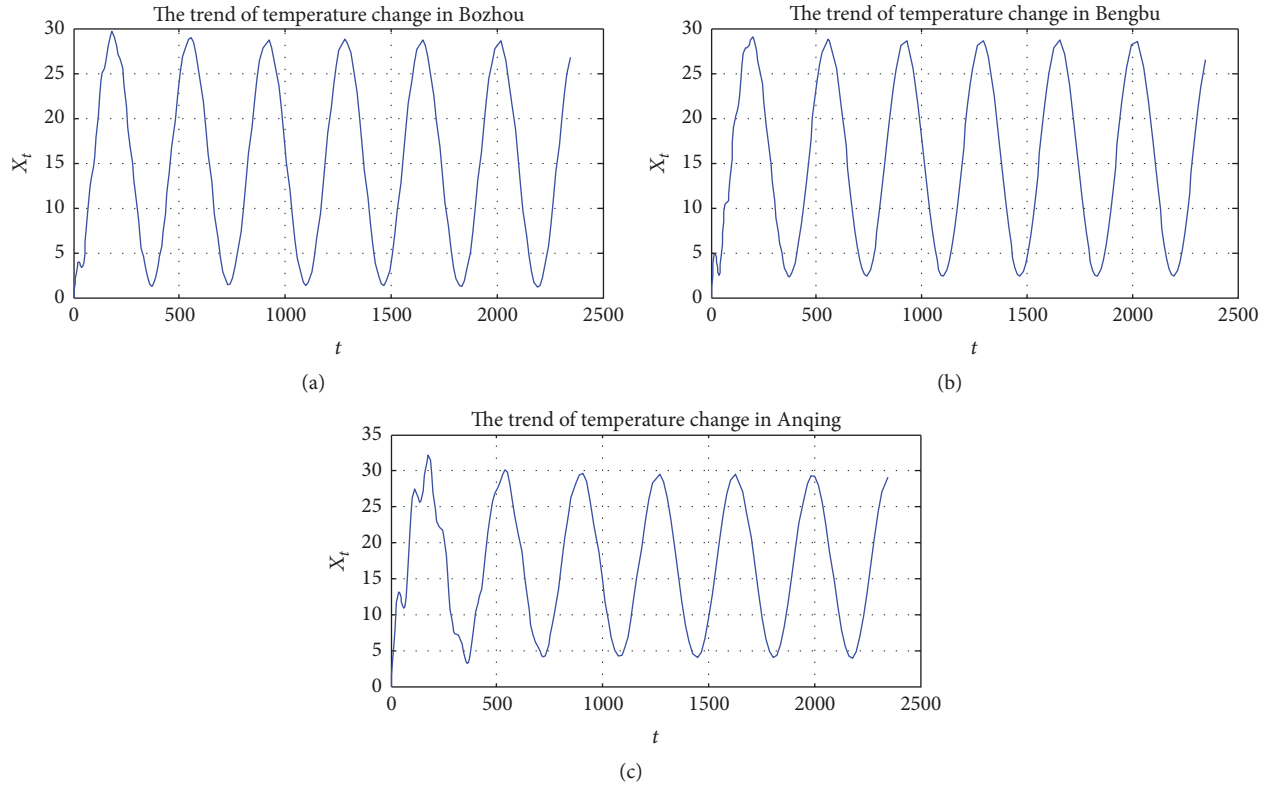 The trend of temperature change in Bozhou
30
25
20
15
10
5
0
X_t
0 500 1000 1500 2000 2500
t
(a)
The trend of temperature change in Bengbu
30
25
20
15
10
5
0
X_t
0 500 1000 1500 2000 2500
t
(b)
The trend of temperature change in Anqing
35
30
25
20
15
10
5
0
X_t
0 500 1000 1500 2000 2500
t
(c)